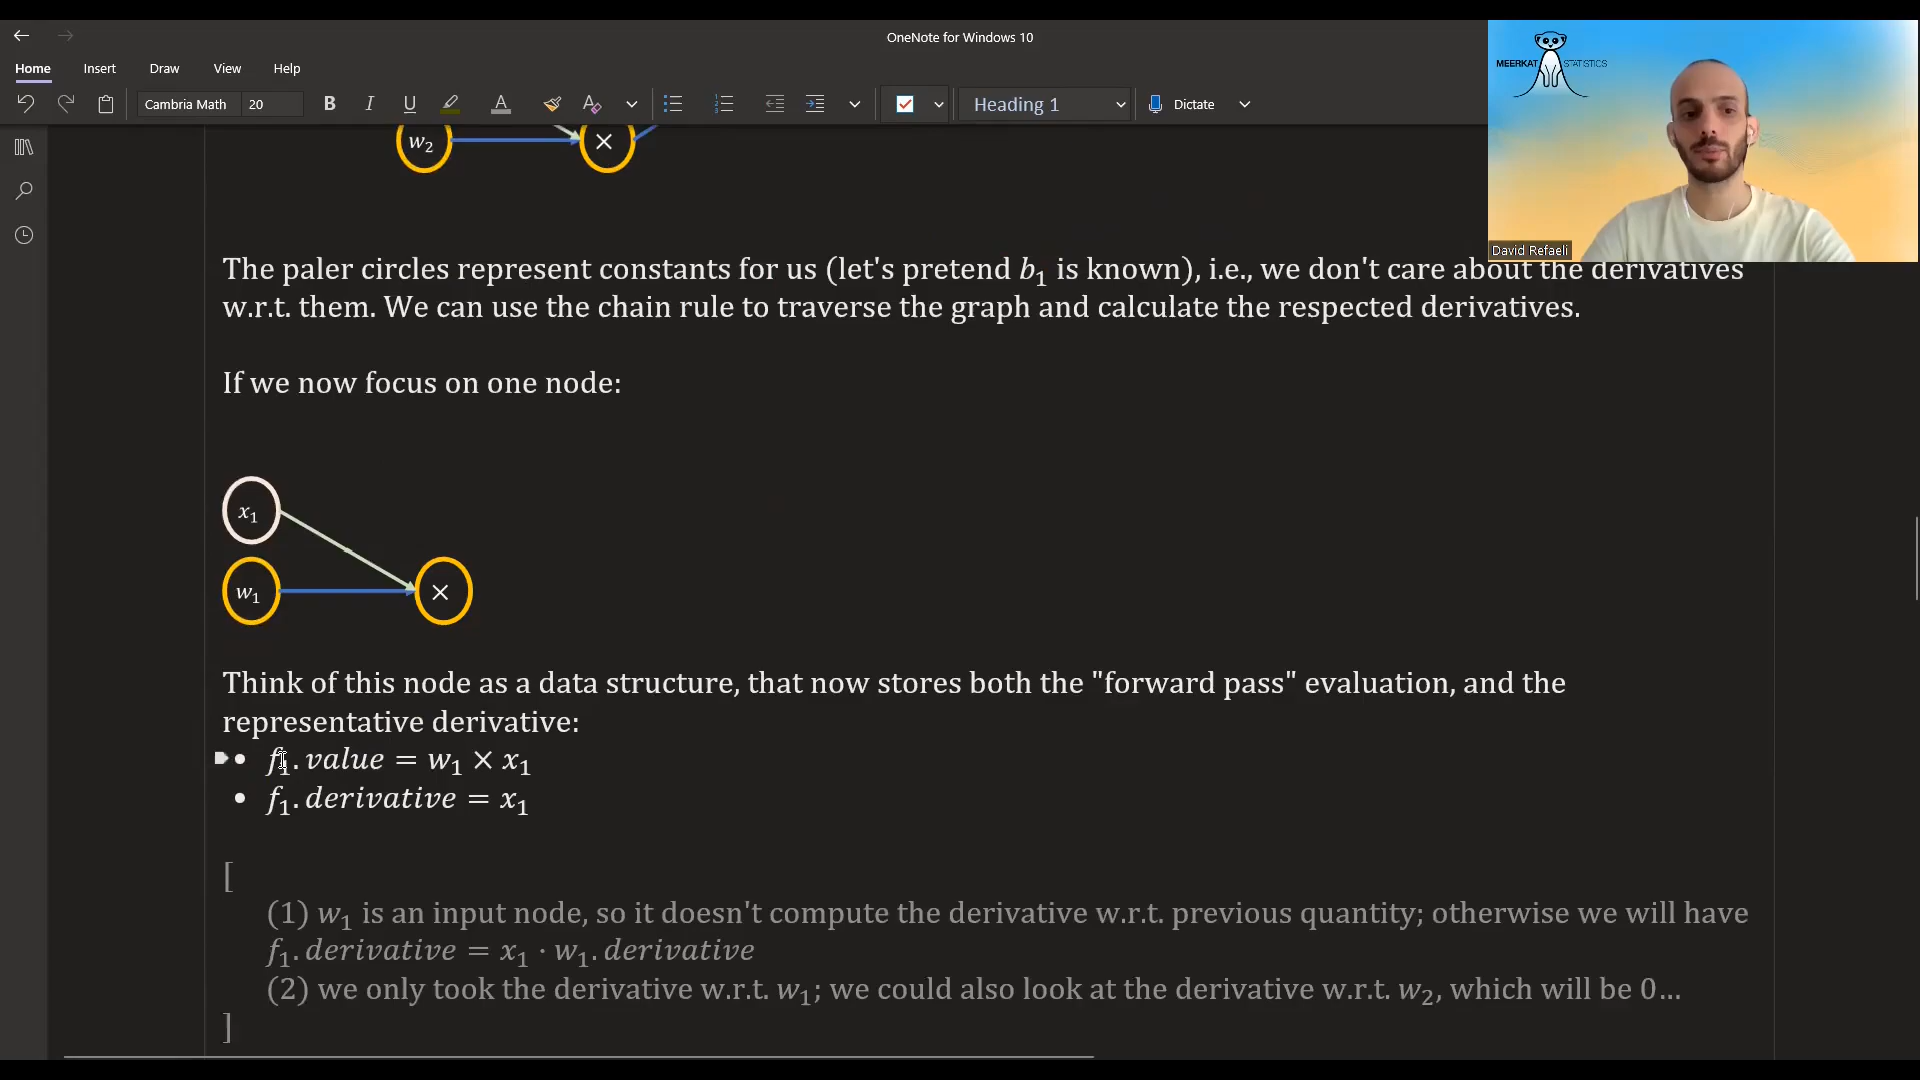 OneNote for Windows 10
Home Insert Draw View Help
Cambria Math 20 B I U A A Heading 1 Dictate
MEERKAT STATISTICS
David Refaeli
w₂ ×
The paler circles represent constants for us (let's pretend b₁ is known), i.e., we don't care about the derivatives
w.r.t. them. We can use the chain rule to traverse the graph and calculate the respected derivatives.
If we now focus on one node:
x₁
w₁ ×
Think of this node as a data structure, that now stores both the "forward pass" evaluation, and the
representative derivative:
• f₁.value = w₁ × x₁
• f₁.derivative = x₁
[
(1) w₁ is an input node, so it doesn't compute the derivative w.r.t. previous quantity; otherwise we will have
f₁.derivative = x₁ · w₁.derivative
(2) we only took the derivative w.r.t. w₁; we could also look at the derivative w.r.t. w₂, which will be 0...
]